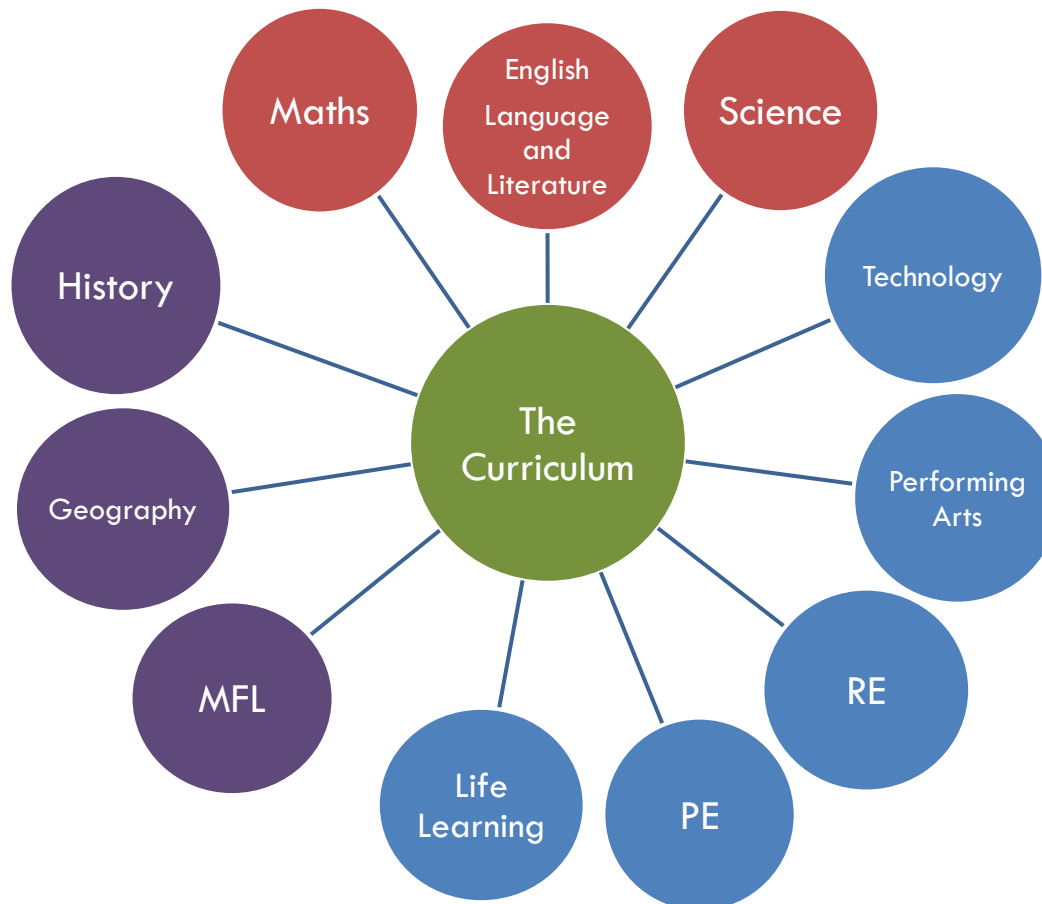 Maths
English
Language
and
Literature
Science
History
Technology
The
Curriculum
Geography
Performing
Arts
MFL
RE
Life
Learning
PE